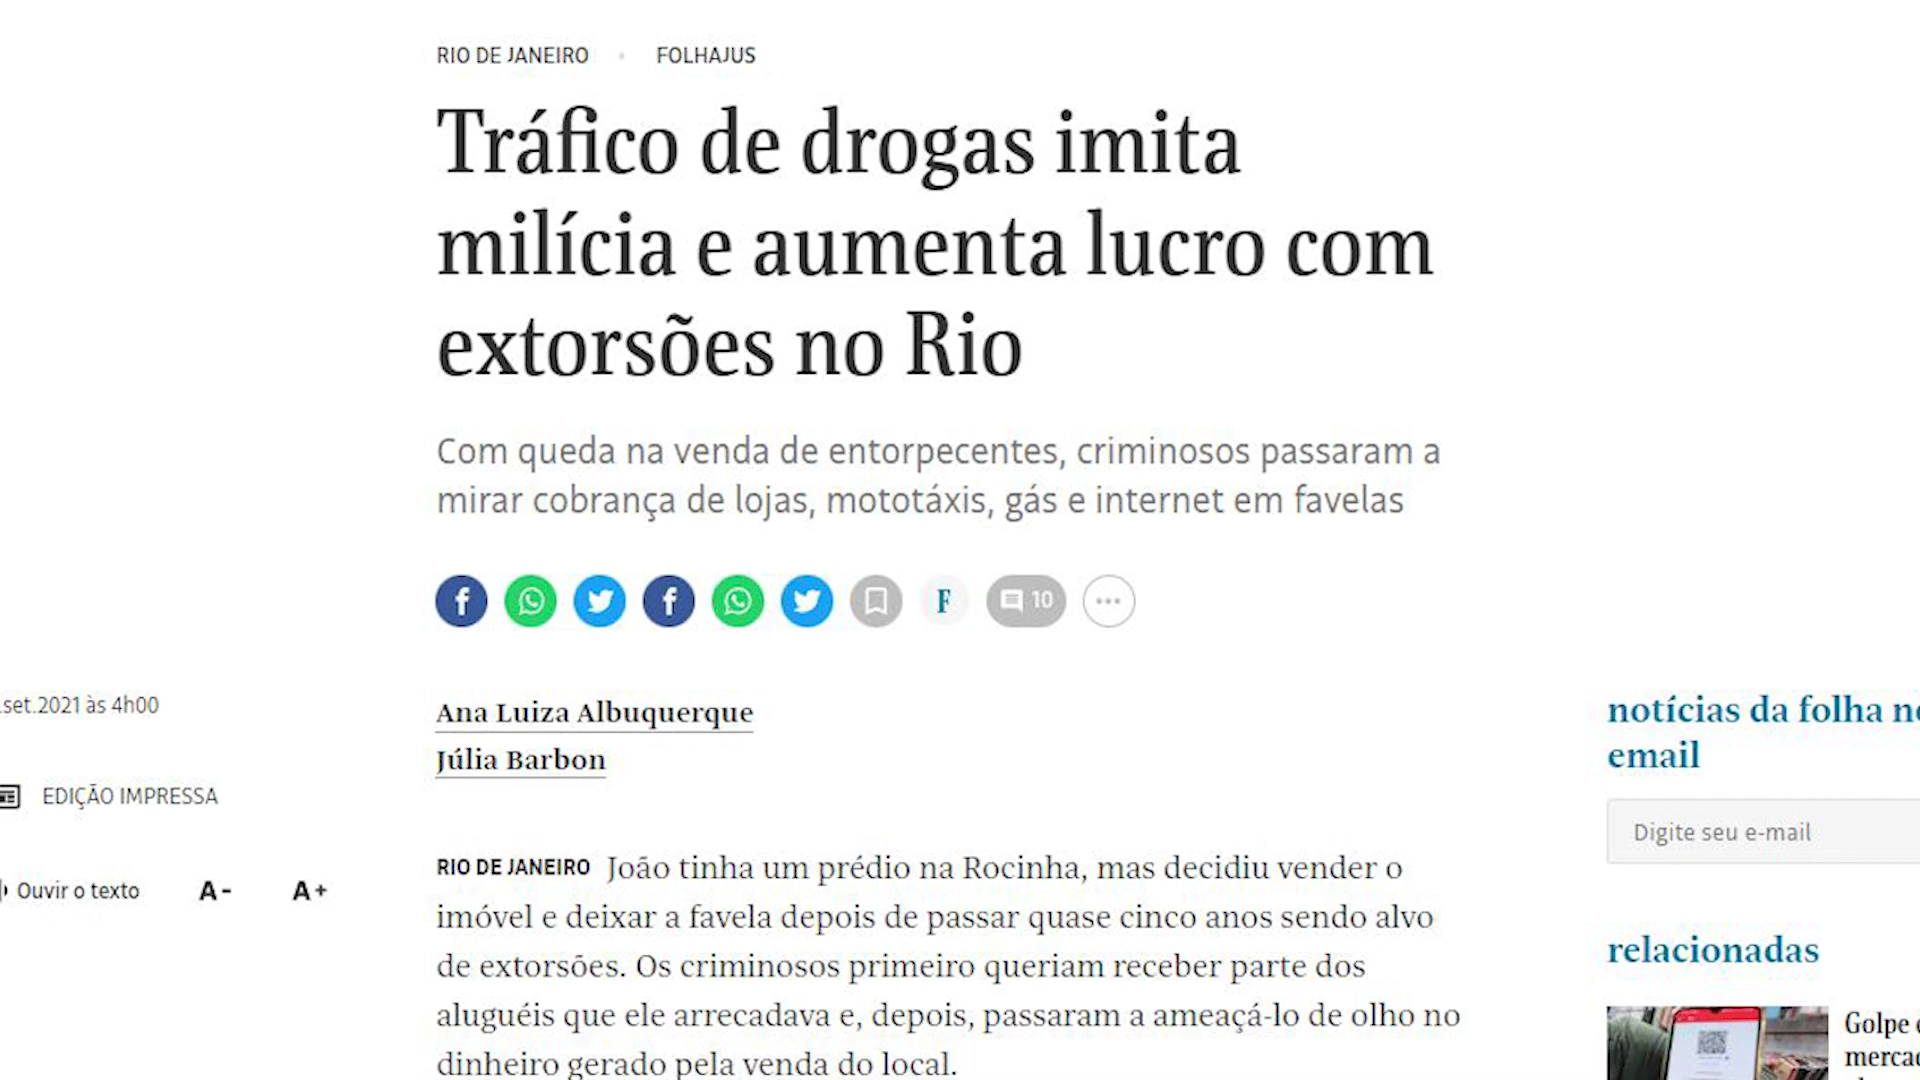 RIO DE JANEIRO FOLHAJUS
Tráfico de drogas imita
milícia e aumenta lucro com
extorsões no Rio
Com queda na venda de entorpecentes, criminosos passaram a
mirar cobrança de lojas, mototáxis, gás e internet em favelas
F 10
.set.2021 às 4h00
EDIÇÃO IMPRESSA
Ouvir o texto A- A+
Ana Luiza Albuquerque
Júlia Barbon
RIO DE JANEIRO João tinha um prédio na Rocinha, mas decidiu vender o
imóvel e deixar a favela depois de passar quase cinco anos sendo alvo
de extorsões. Os criminosos primeiro queriam receber parte dos
aluguéis que ele arrecadava e, depois, passaram a ameaçá-lo de olho no
dinheiro gerado pela venda do local.
notícias da folha
email
Digite seu e-mail
relacionadas
Golpe